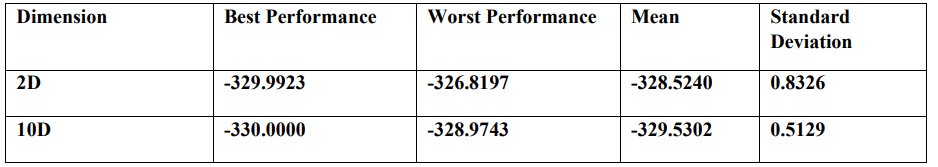 Dimension Best Performance Worst Performance Mean Standard
Deviation
2D -329.9923 -326.8197 -328.5240 0.8326
10D -330.0000 -328.9743 -329.5302 0.5129